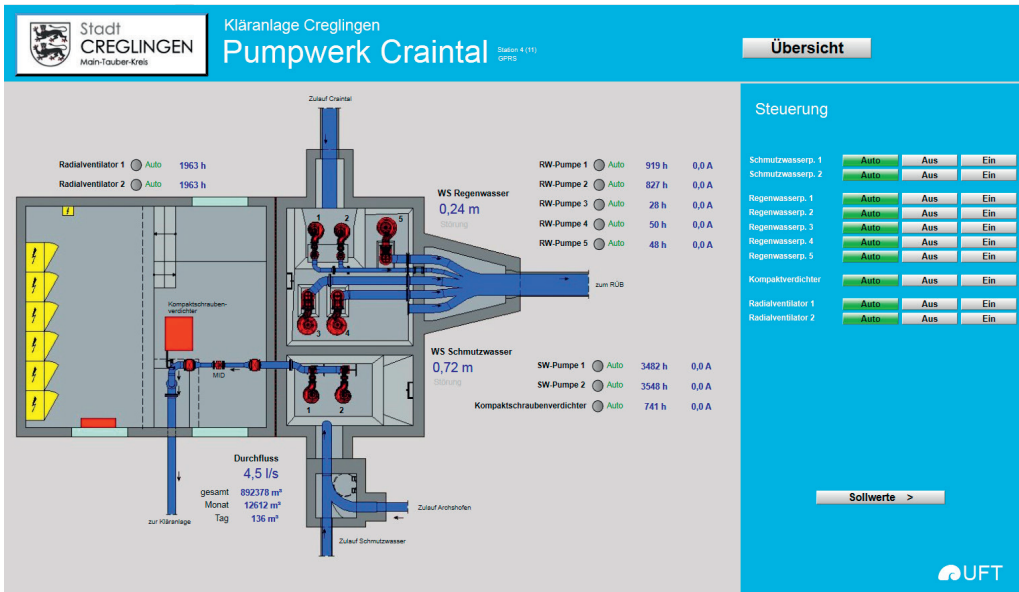 Stadt
CREGLINGEN
Main-Tauber-Kreis
Kläranlage Creglingen
Pumpwerk Craintal
Station 4 (11)
GPRS
Übersicht
Zulauf Craintal
Radialventilator 1 Auto 1963 h
Radialventilator 2 Auto 1963 h
WS Regenwasser
0,24 m
Störung
RW-Pumpe 1 Auto 919 h 0,0 A
RW-Pumpe 2 Auto 827 h 0,0 A
RW-Pumpe 3 Auto 28 h 0,0 A
RW-Pumpe 4 Auto 50 h 0,0 A
RW-Pumpe 5 Auto 48 h 0,0 A
1 2 5
3 4
zum RÜB
Kompaktschrauben-
verdichter
MID
WS Schmutzwasser
0,72 m
Störung
SW-Pumpe 1 Auto 3482 h 0,0 A
SW-Pumpe 2 Auto 3548 h 0,0 A
Kompaktschraubenverdichter Auto 741 h 0,0 A
1 2
Durchfluss
4,5 l/s
gesamt 892378 m³
Monat 12612 m³
Tag 136 m³
zur Kläranlage
Zulauf Archshofen
Zulauf Schmutzwasser
Steuerung
Schmutzwasserp. 1 Auto Aus Ein
Schmutzwasserp. 2 Auto Aus Ein
Regenwasserp. 1 Auto Aus Ein
Regenwasserp. 2 Auto Aus Ein
Regenwasserp. 3 Auto Aus Ein
Regenwasserp. 4 Auto Aus Ein
Regenwasserp. 5 Auto Aus Ein
Kompaktverdichter Auto Aus Ein
Radialventilator 1 Auto Aus Ein
Radialventilator 2 Auto Aus Ein
Sollwerte >
UFT